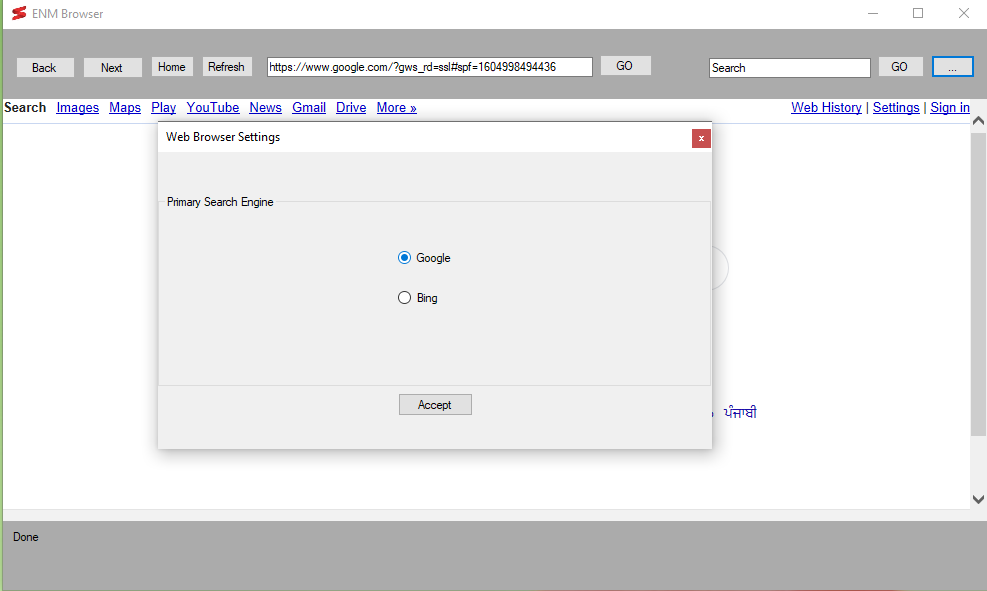 ENM Browser
Back Next Home Refresh https://www.google.com/?gws_rd=ssl#spf=1604998494436 GO Search GO ...
Search Images Maps Play YouTube News Gmail Drive More » Web History | Settings | Sign in
Web Browser Settings x
Primary Search Engine
Google
Bing
Accept
ਪੰਜਾਬੀ
Done